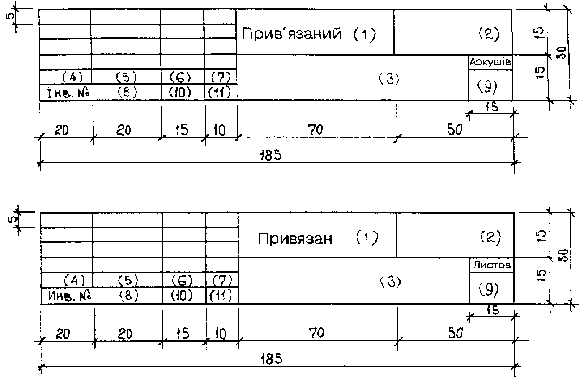 5
Прив'язаний (1) (2) 15 30
Аркушів
(4) (5) (6) (7) (3) (9) 15
Інв. № (8) (10) (11)
15
20 20 15 10 70 50
185
5
Привязан (1) (2) 15 30
Листов
(4) (5) (6) (7) (3) (9) 15
Инв. № (8) (10) (11)
15
20 20 15 10 70 50
185